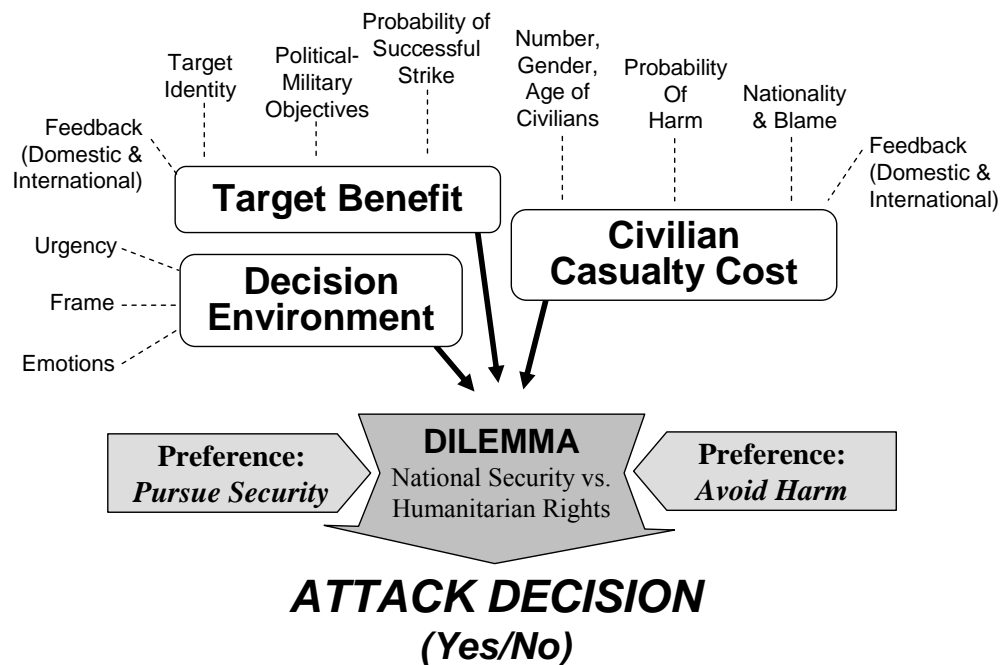 Feedback
(Domestic &
International)
Target
Identity
Political-
Military
Objectives
Probability of
Successful
Strike
Number,
Gender,
Age of
Civilians
Probability
Of
Harm
Nationality
& Blame
Feedback
(Domestic &
International)
Target Benefit
Civilian
Casualty Cost
Urgency
Frame
Emotions
Decision
Environment
Preference:
Pursue Security
DILEMMA
National Security vs.
Humanitarian Rights
Preference:
Avoid Harm
ATTACK DECISION
(Yes/No)